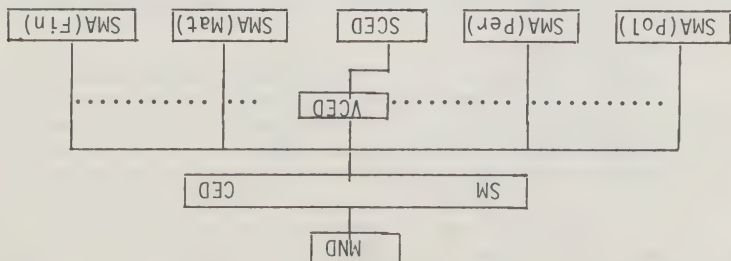 MND
SM CED
VCED
SMA(Pol) SMA(Per) SCED SMA(Mat) SMA(Fin)